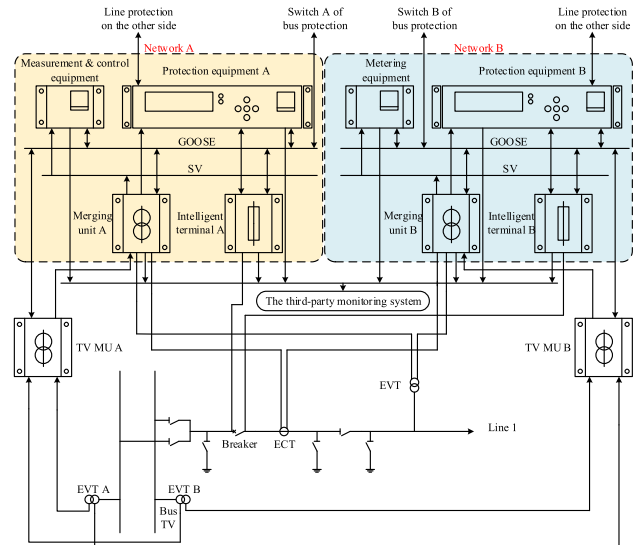 Line protection
on the other side
Switch A of
bus protection
Switch B of
bus protection
Line protection
on the other side
Network A
Network B
Measurement & control
equipment
Protection equipment A
Metering
equipment
Protection equipment B
GOOSE
GOOSE
SV
SV
Merging
unit A
Intelligent
terminal A
Merging
unit B
Intelligent
terminal B
The third-party monitoring system
TV MU A
TV MU B
EVT
Line 1
Breaker
ECT
EVT A
EVT B
Bus
TV